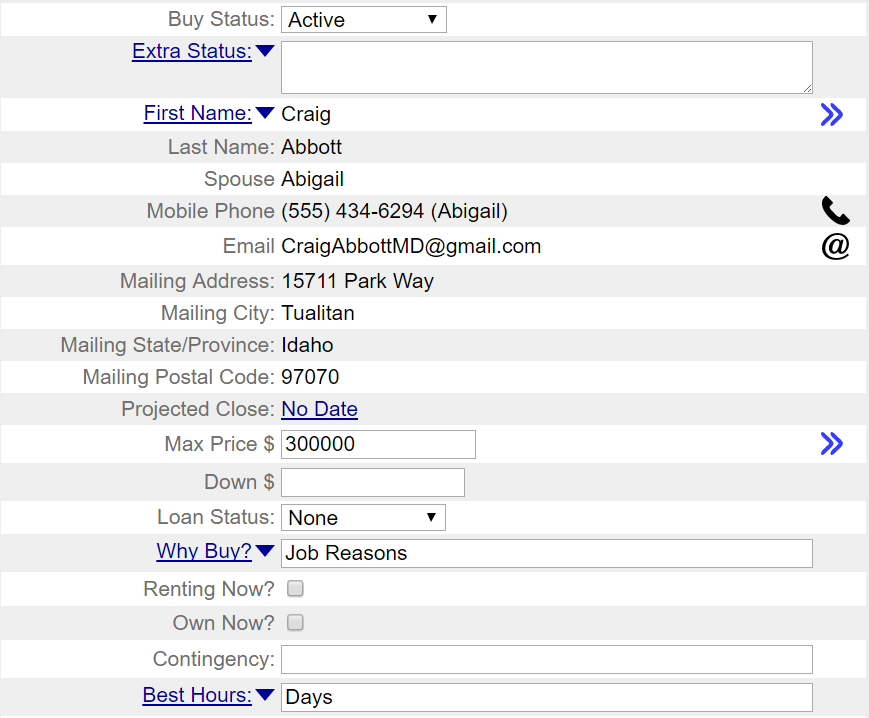 Buy Status: Active
Extra Status:
First Name: Craig
Last Name: Abbott
Spouse Abigail
Mobile Phone (555) 434-6294 (Abigail)
Email CraigAbbottMD@gmail.com
Mailing Address: 15711 Park Way
Mailing City: Tualitan
Mailing State/Province: Idaho
Mailing Postal Code: 97070
Projected Close: No Date
Max Price $ 300000
Down $
Loan Status: None
Why Buy? Job Reasons
Renting Now?
Own Now?
Contingency:
Best Hours: Days